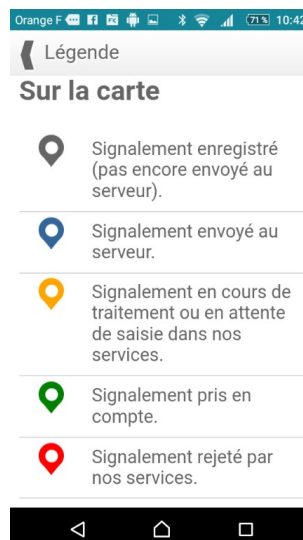 Orange F 71 % 10:42
Légende
Sur la carte
Signalement enregistré
(pas encore envoyé au
serveur).
Signalement envoyé au
serveur.
Signalement en cours de
traitement ou en attente
de saisie dans nos
services.
Signalement pris en
compte.
Signalement rejeté par
nos services.